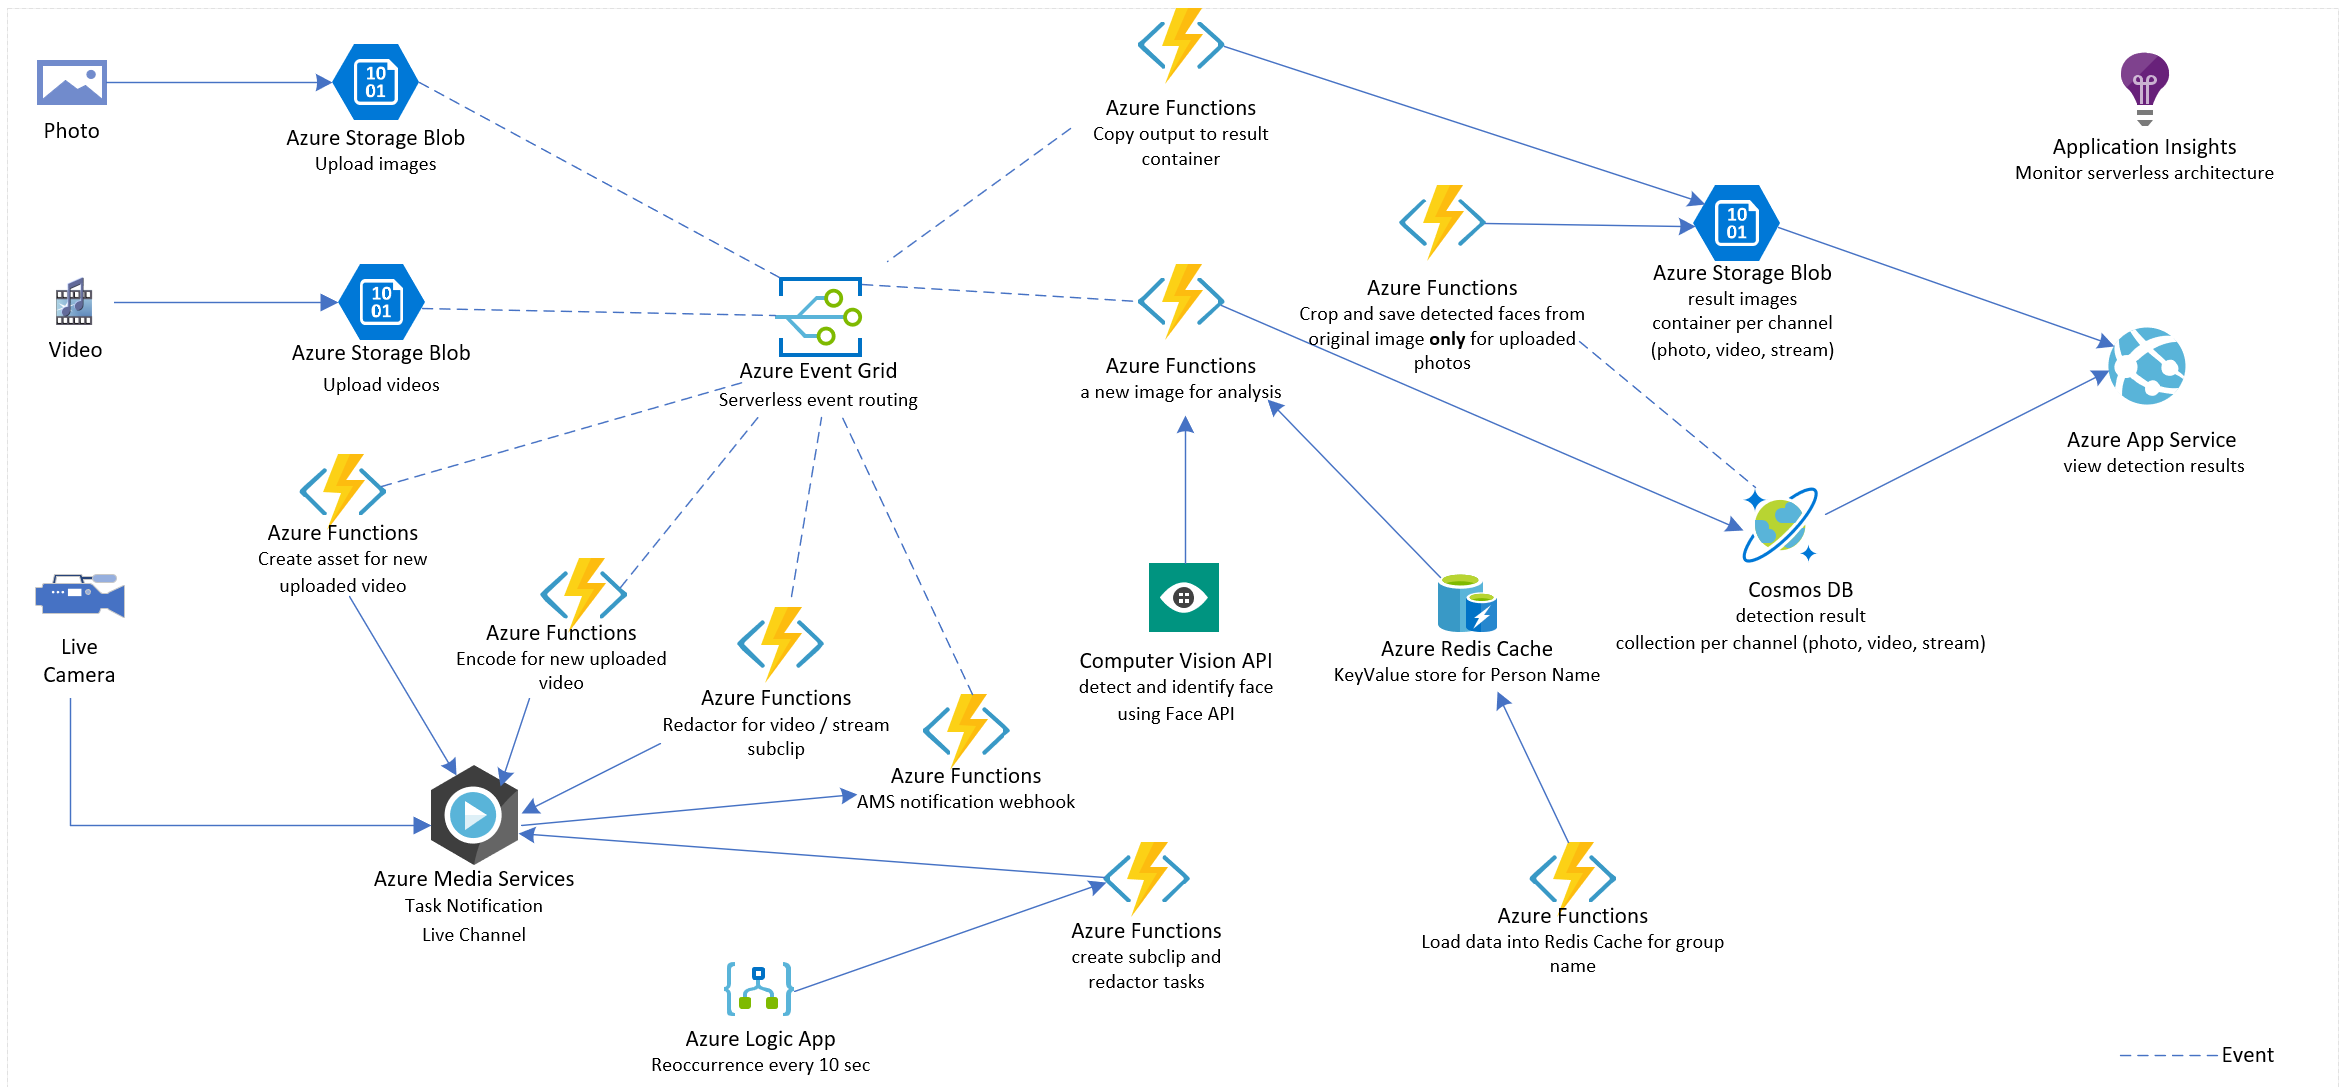 Photo
10
01
Azure Storage Blob
Upload images
Azure Functions
Copy output to result
container
Application Insights
Monitor serverless architecture
Video
10
01
Azure Storage Blob
Upload videos
Azure Event Grid
Serverless event routing
Azure Functions
a new image for analysis
Azure Functions
Crop and save detected faces from
original image only for uploaded
photos
10
01
Azure Storage Blob
result images
container per channel
(photo, video, stream)
Azure App Service
view detection results
Azure Functions
Create asset for new
uploaded video
Live
Camera
Azure Functions
Encode for new uploaded
video
Azure Functions
Redactor for video / stream
subclip
Azure Functions
AMS notification webhook
Computer Vision API
detect and identify face
using Face API
Azure Redis Cache
KeyValue store for Person Name
Cosmos DB
detection result
collection per channel (photo, video, stream)
Azure Media Services
Task Notification
Live Channel
Azure Functions
create subclip and
redactor tasks
Azure Functions
Load data into Redis Cache for group
name
Azure Logic App
Reoccurrence every 10 sec
Event